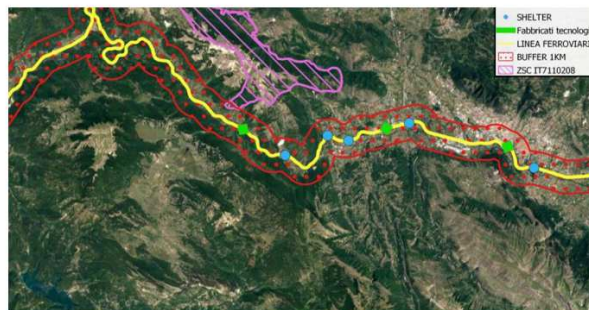 SHELTER
Fabbricati tecnologi
LINEA FERROVIARI
BUFFER 1KM
ZSC IT7110208